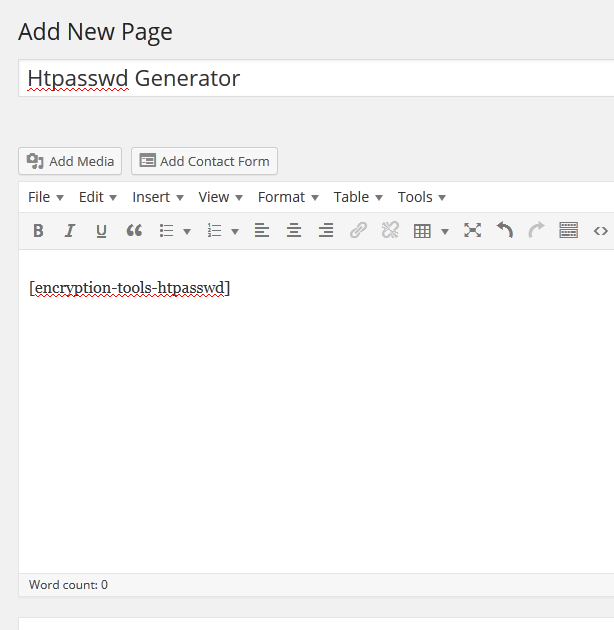 Add New Page
Htpasswd Generator
Add Media Add Contact Form
File Edit Insert View Format Table Tools
B I U
[encryption-tools-htpasswd]
Word count: 0